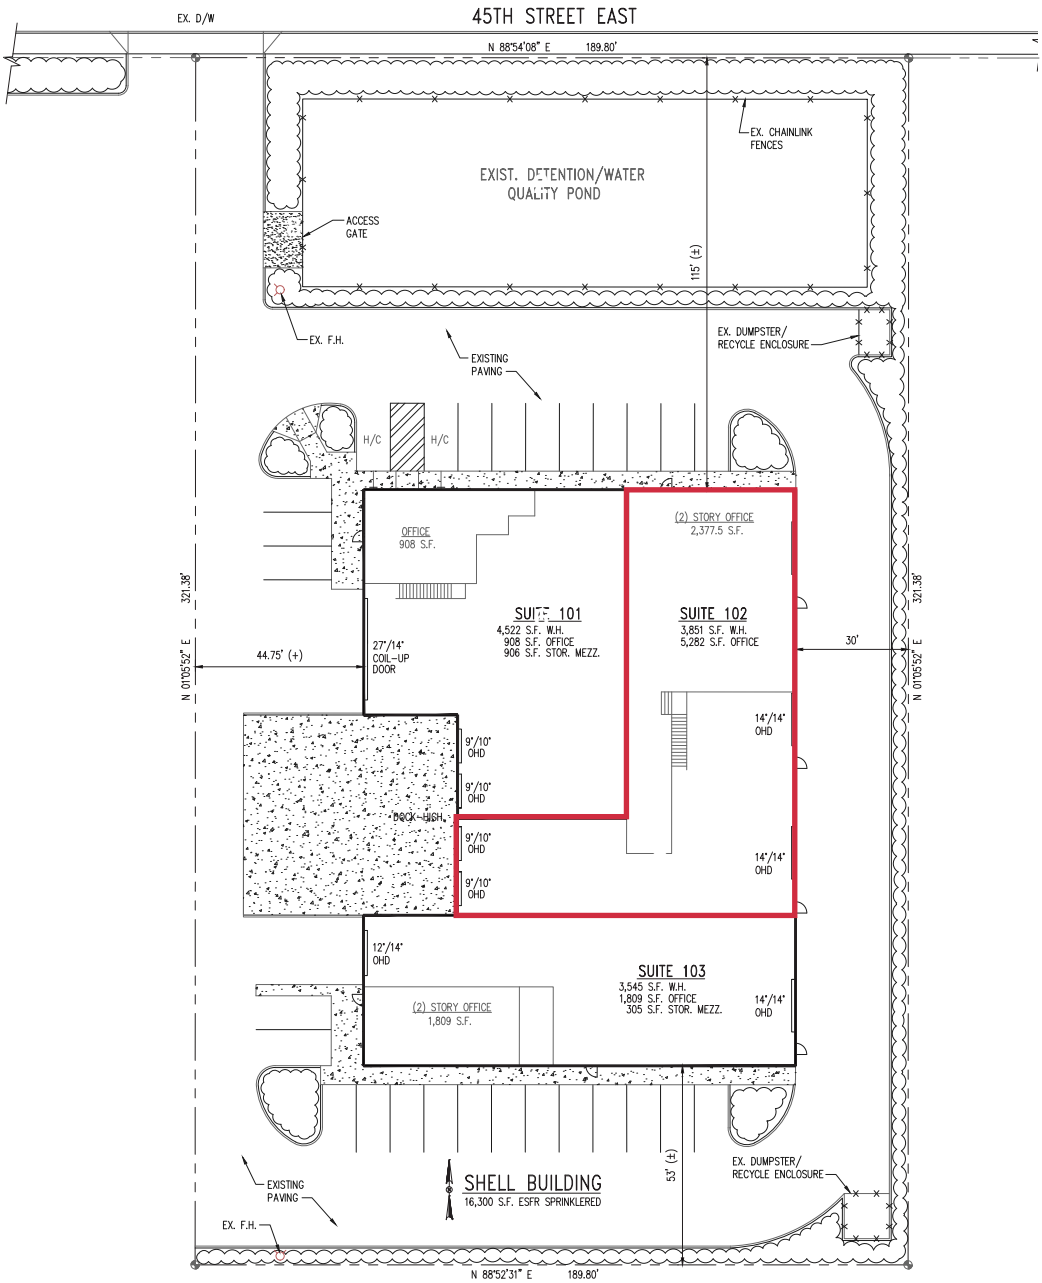 45TH STREET EAST
EX. D/W
N 88°54'08" E 189.80'
EX. CHAINLINK
FENCES
EXIST. DETENTION/WATER
QUALITY POND
ACCESS
GATE
115' (±)
EX. F.H.
EX. DUMPSTER/
RECYCLE ENCLOSURE
EXISTING
PAVING
H/C
H/C
OFFICE
908 S.F.
(2) STORY OFFICE
2,377.5 S.F.
321.38'
N 01°05'52" E
321.38'
N 01°05'52" E
SUITE 101
4,522 S.F. W.H.
908 S.F. OFFICE
906 S.F. STOR. MEZZ.
SUITE 102
3,851 S.F. W.H.
5,282 S.F. OFFICE
44.75' (+)
30'
27'/14'
COIL-UP
DOOR
14'/14'
OHD
9'/10'
OHD
9'/10'
OHD
DOCK-HIGH
9'/10'
OHD
14'/14'
OHD
9'/10'
OHD
12'/14'
OHD
SUITE 103
3,545 S.F. W.H.
1,809 S.F. OFFICE
305 S.F. STOR. MEZZ.
14'/14'
OHD
(2) STORY OFFICE
1,809 S.F.
53' (±)
EX. DUMPSTER/
RECYCLE ENCLOSURE
SHELL BUILDING
16,300 S.F. ESFR SPRINKLERED
EXISTING
PAVING
EX. F.H.
N 88°52'31" E 189.80'